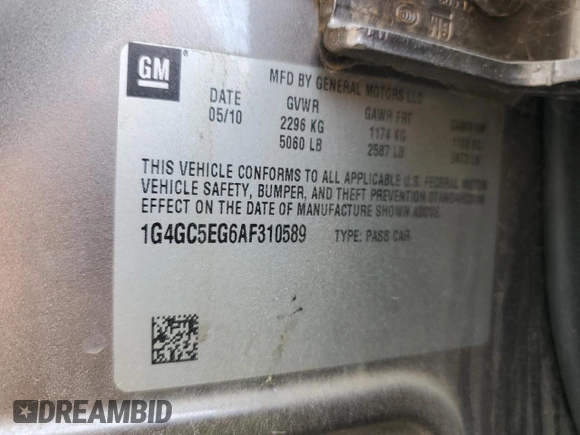 GM
MFD BY GENERAL MOTORS LLC
DATE GVWR GAWR FRT GAWR RR
05/10 2296 KG 1174 KG
5060 LB 2587 LB
THIS VEHICLE CONFORMS TO ALL APPLICABLE U.S. FEDERAL MOTOR
VEHICLE SAFETY, BUMPER, AND THEFT PREVENTION STANDARDS IN
EFFECT ON THE DATE OF MANUFACTURE SHOWN ABOVE.
1G4GC5EG6AF310589 TYPE: PASS CAR
DREAMBID